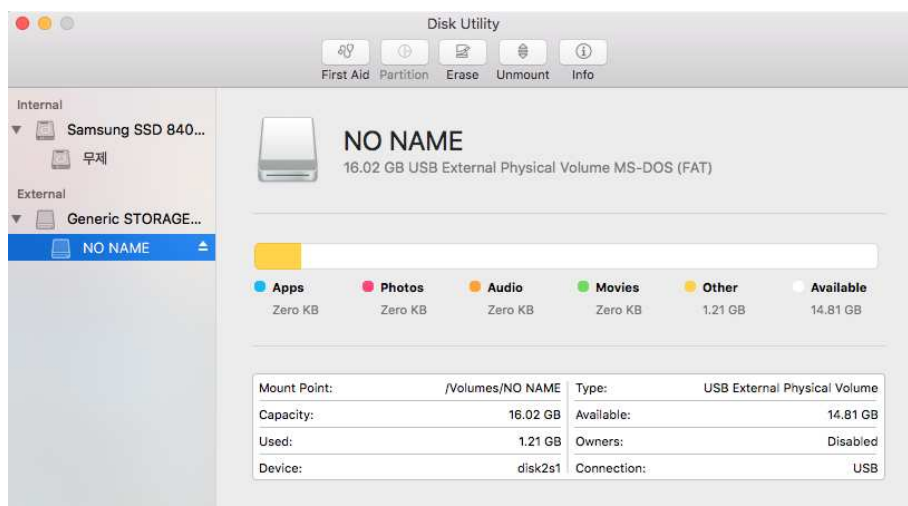 Disk Utility
First Aid Partition Erase Unmount Info
Internal
Samsung SSD 840...
무제
External
Generic STORAGE...
NO NAME
NO NAME
16.02 GB USB External Physical Volume MS-DOS (FAT)
Apps Photos Audio Movies Other Available
Zero KB Zero KB Zero KB Zero KB 1.21 GB 14.81 GB
Mount Point: /Volumes/NO NAME Type: USB External Physical Volume
Capacity: 16.02 GB Available: 14.81 GB
Used: 1.21 GB Owners: Disabled
Device: disk2s1 Connection: USB